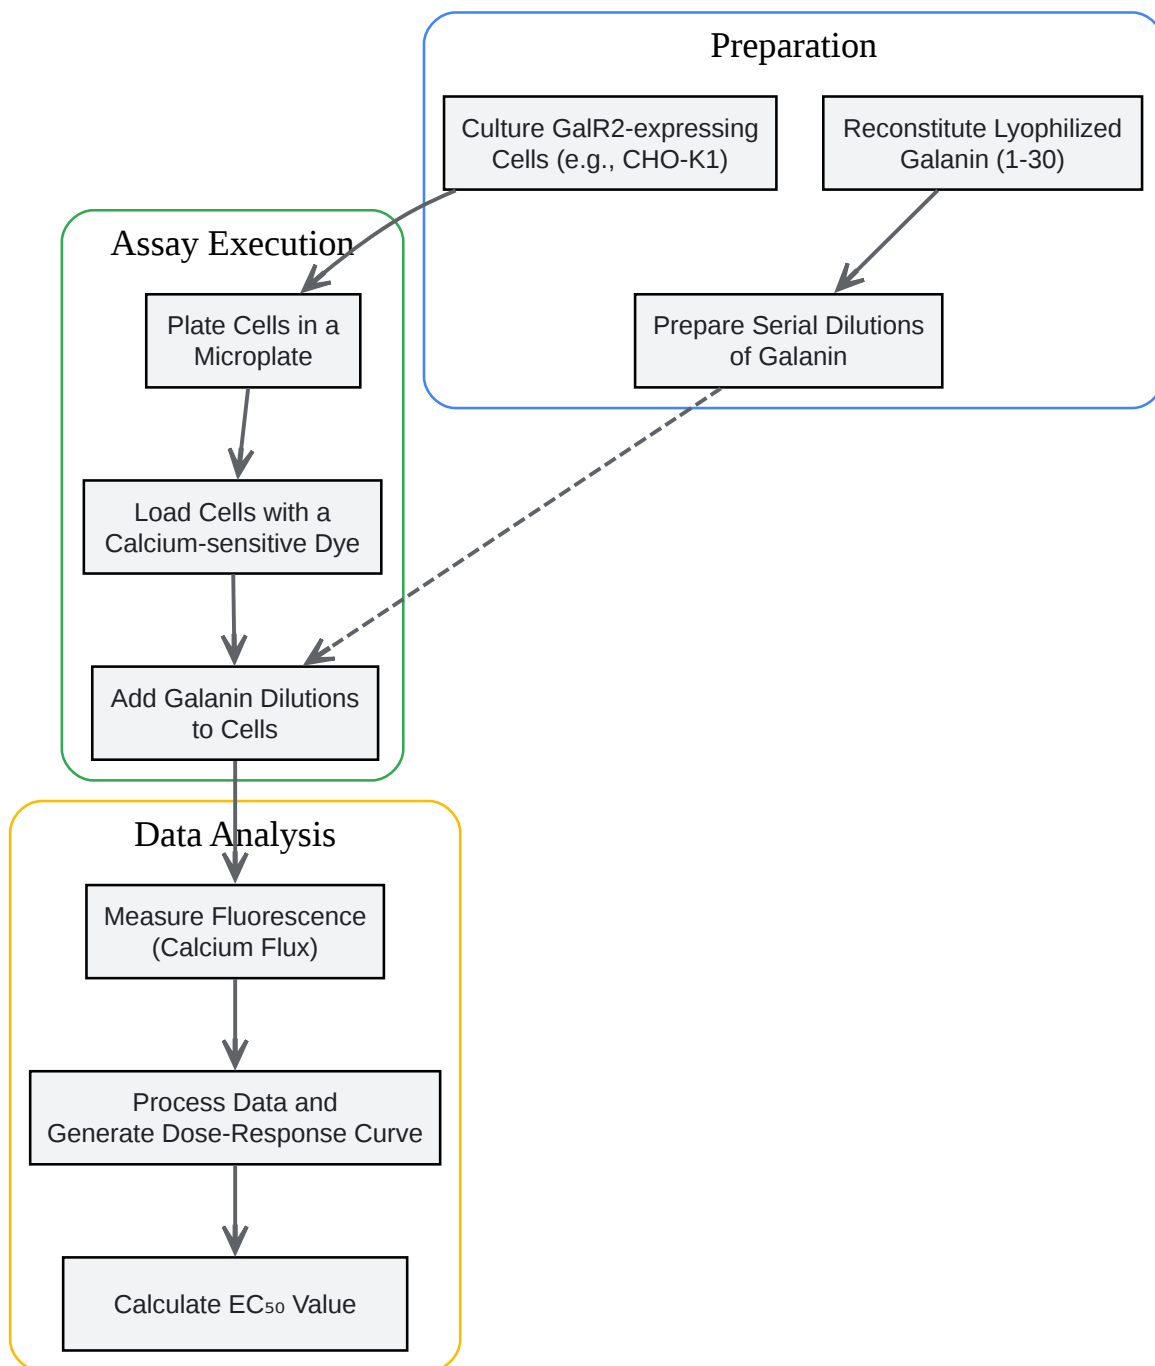 Preparation
Culture GalR2-expressing
Cells (e.g., CHO-K1)
Reconstitute Lyophilized
Galanin (1-30)
Prepare Serial Dilutions
of Galanin
Assay Execution
Plate Cells in a
Microplate
Load Cells with a
Calcium-sensitive Dye
Add Galanin Dilutions
to Cells
Data Analysis
Measure Fluorescence
(Calcium Flux)
Process Data and
Generate Dose-Response Curve
Calculate EC₅₀ Value